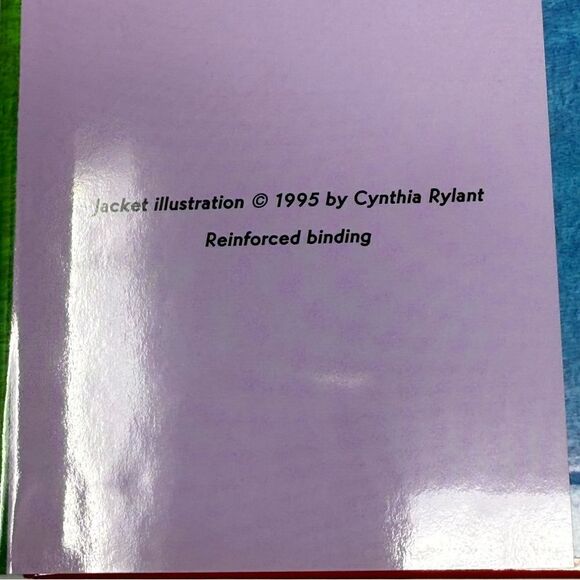 Jacket illustration © 1995 by Cynthia Rylant
Reinforced binding